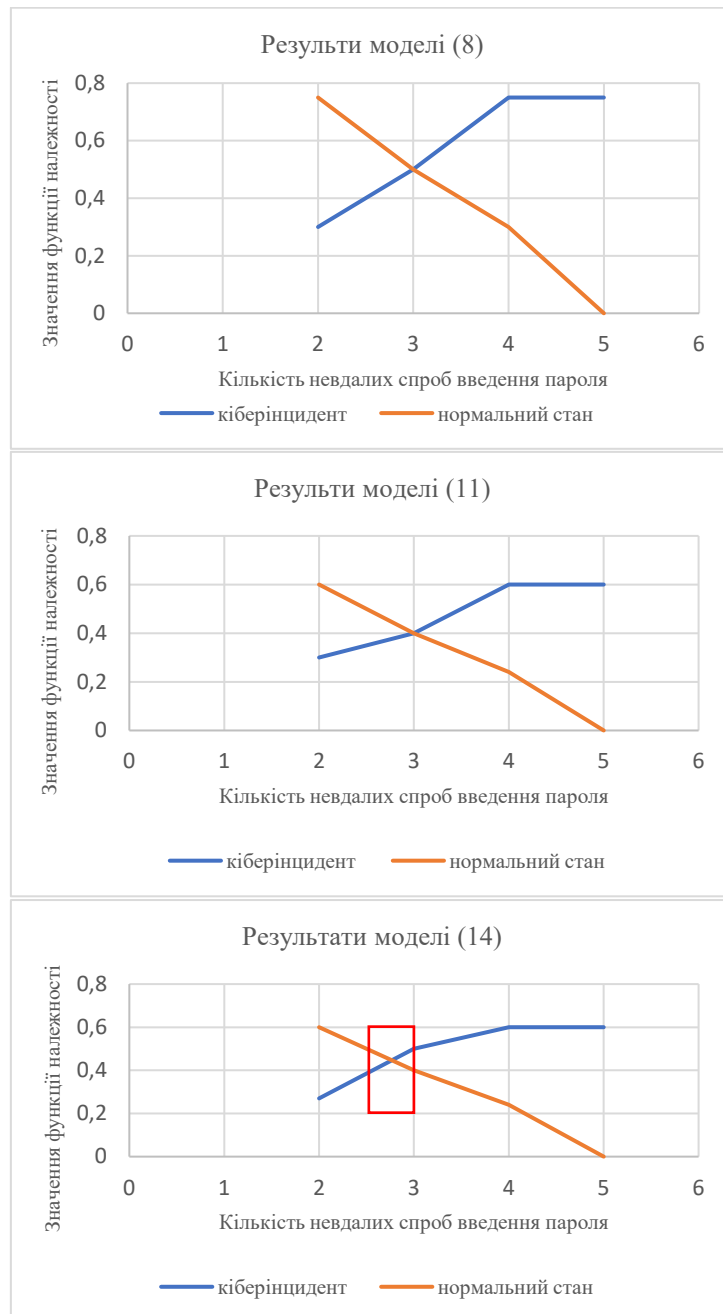 Результи моделі (8)
Значення функції належності
0,8
0,6
0,4
0,2
0
0 1 2 3 4 5 6
Кількість невдалих спроб введення пароля
кіберінцидент нормальний стан
Результи моделі (11)
Значення функції належності
0,8
0,6
0,4
0,2
0
0 1 2 3 4 5 6
Кількість невдалих спроб введення пароля
кіберінцидент нормальний стан
Результати моделі (14)
Значення функції належності
0,8
0,6
0,4
0,2
0
0 1 2 3 4 5 6
Кількість невдалих спроб введення пароля
кіберінцидент нормальний стан